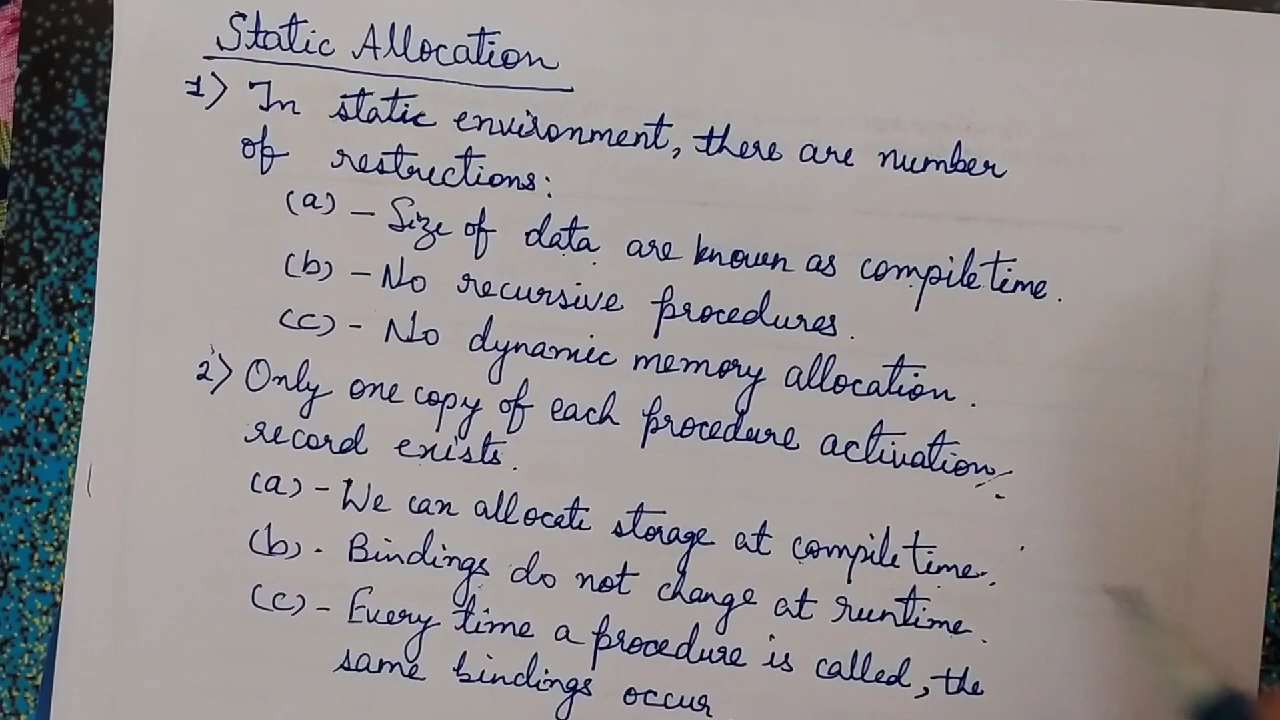 Static Allocation
1) In static environment, there are number
of restrictions:
(a) - Size of data are known as compile time.
(b) - No recursive procedures.
(c) - No dynamic memory allocation.
2) Only one copy of each procedure activation
record exists.
(a) - We can allocate storage at compile time.
(b) - Bindings do not change at runtime.
(c) - Every time a procedure is called, the
same bindings occur